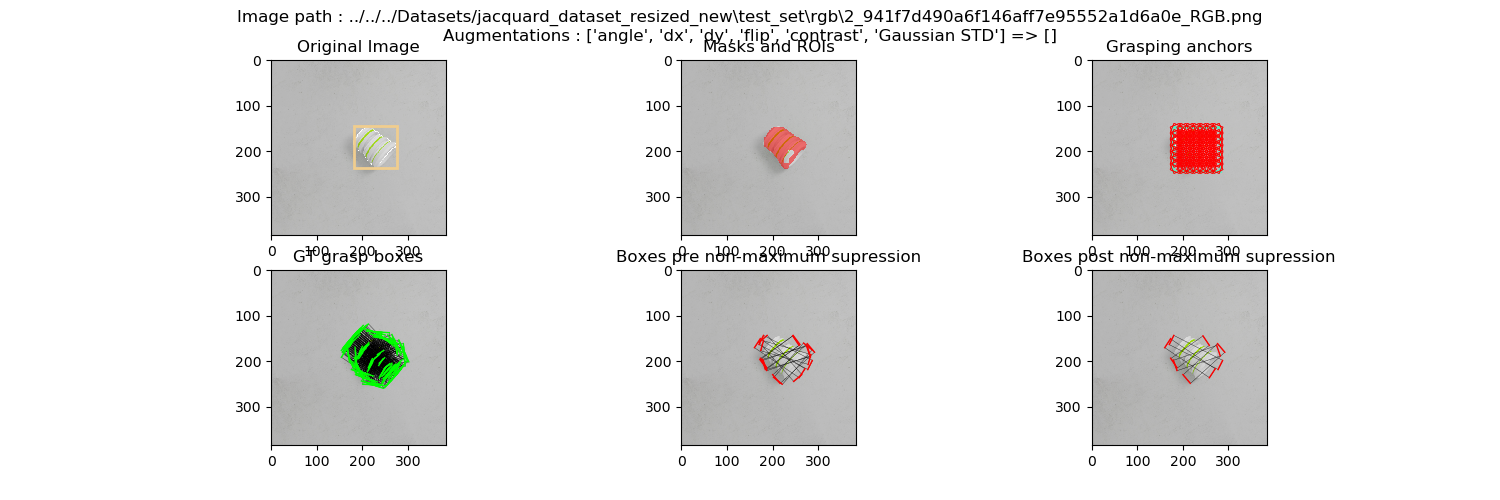 Image path : ../../../Datasets/jacquard_dataset_resized_new\test_set\rgb\2_941f7d490a6f146aff7e95552a1d6a0e_RGB.png
Augmentations : ['angle', 'dx', 'dy', 'flip', 'contrast', 'Gaussian STD'] => []
Original Image
0
100
200
300
0 100 200 300
Masks and ROIs
0
100
200
300
0 100 200 300
Grasping anchors
0
100
200
300
0 100 200 300
GT grasp boxes
0
100
200
300
0 100 200 300
Boxes pre non-maximum supression
0
100
200
300
0 100 200 300
Boxes post non-maximum supression
0
100
200
300
0 100 200 300